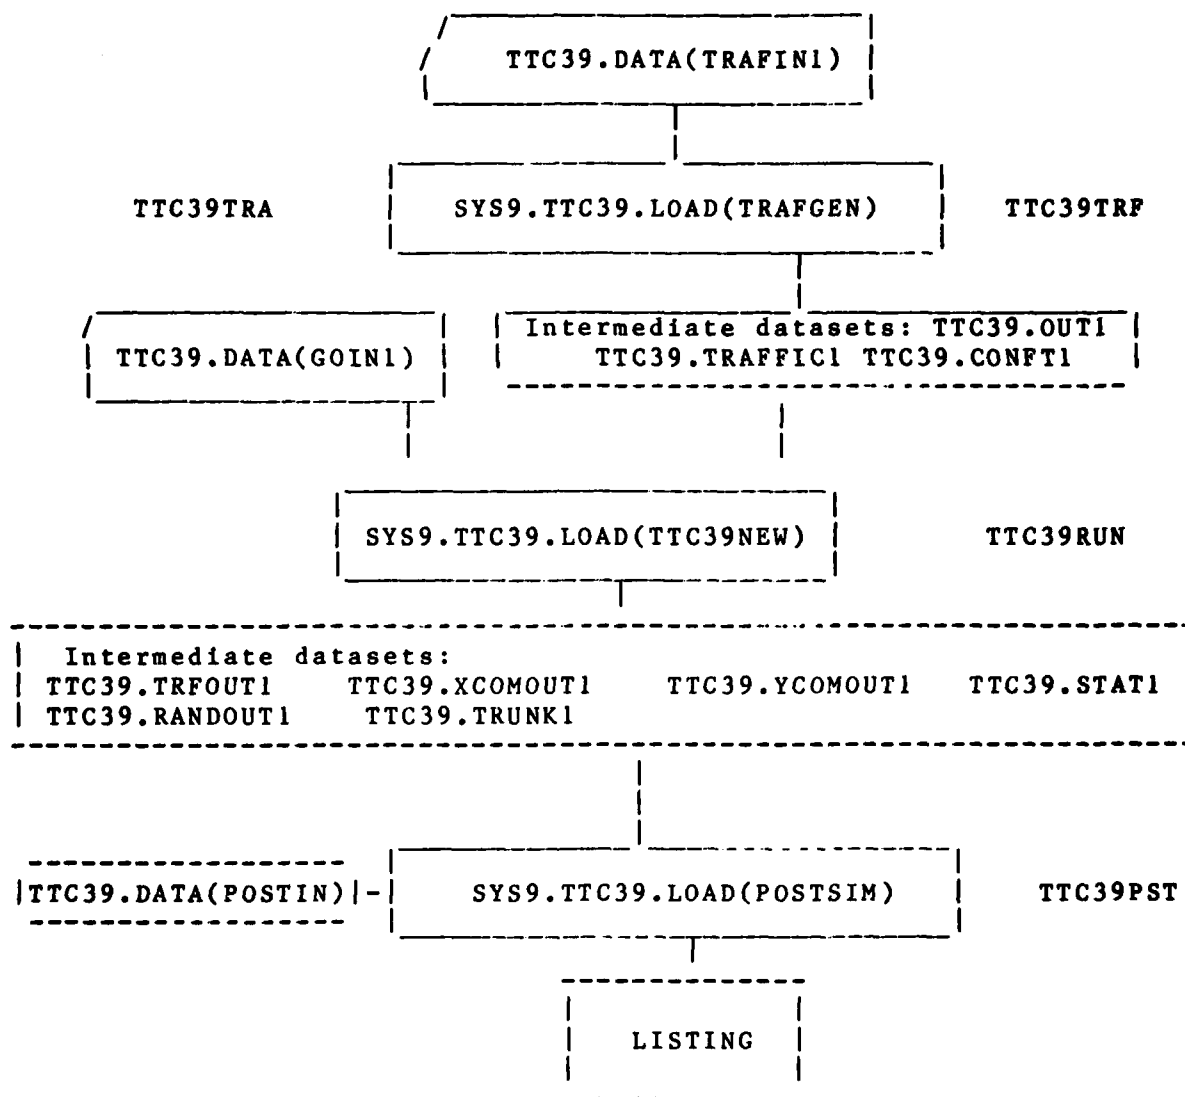 TTC39.DATA(TRAFIN1)
TTC39TRA SYS9.TTC39.LOAD(TRAFGEN) TTC39TRF
Intermediate datasets: TTC39.OUT1
TTC39.DATA(GOIN1) TTC39.TRAFFIC1 TTC39.CONFT1
SYS9.TTC39.LOAD(TTC39NEW) TTC39RUN
Intermediate datasets:
TTC39.TRFOUT1 TTC39.XCOMOUT1 TTC39.YCOMOUT1 TTC39.STAT1
TTC39.RANDOUT1 TTC39.TRUNK1
TTC39.DATA(POSTIN) SYS9.TTC39.LOAD(POSTSIM) TTC39PST
LISTING